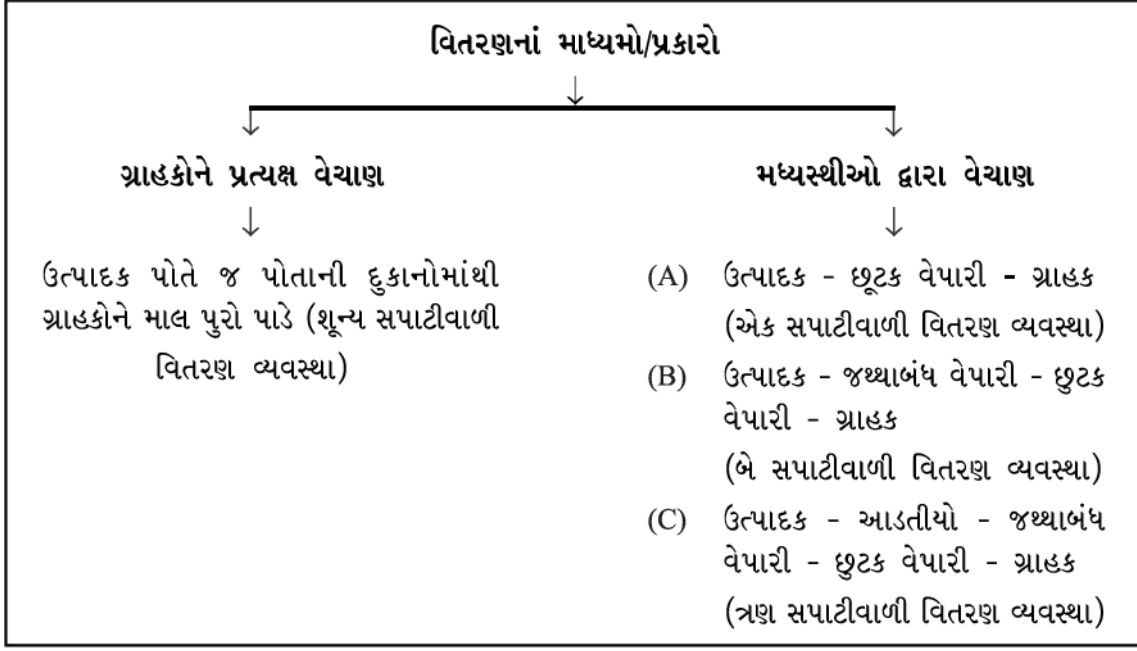 વિતરણનાં માધ્યમો/પ્રકારો
ગ્રાહકોને પ્રત્યક્ષ વેચાણ
ઉત્પાદક પોતે જ પોતાની દુકાનોમાંથી
ગ્રાહકોને માલ પુરો પાડે (શૂન્ય સપાટીવાળી
વિતરણ વ્યવસ્થા)
મધ્યસ્થીઓ દ્વારા વેચાણ
(A) ઉત્પાદક - છૂટક વેપારી - ગ્રાહક
(એક સપાટીવાળી વિતરણ વ્યવસ્થા)
(B) ઉત્પાદક - જથ્થાબંધ વેપારી - છુટક
વેપારી - ગ્રાહક
(બે સપાટીવાળી વિતરણ વ્યવસ્થા)
(C) ઉત્પાદક - આડતીયો - જથ્થાબંધ
વેપારી - છુટક વેપારી - ગ્રાહક
(ત્રણ સપાટીવાળી વિતરણ વ્યવસ્થા)